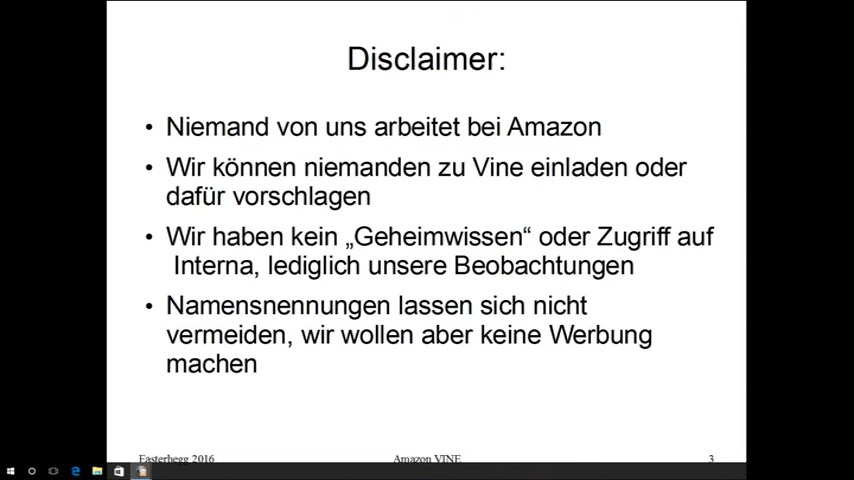 Disclaimer:
• Niemand von uns arbeitet bei Amazon
• Wir können niemanden zu Vine einladen oder
dafür vorschlagen
• Wir haben kein „Geheimwissen“ oder Zugriff auf
Interna, lediglich unsere Beobachtungen
• Namensnennungen lassen sich nicht
vermeiden, wir wollen aber keine Werbung
machen
Easterhegg 2016 Amazon VINE 3